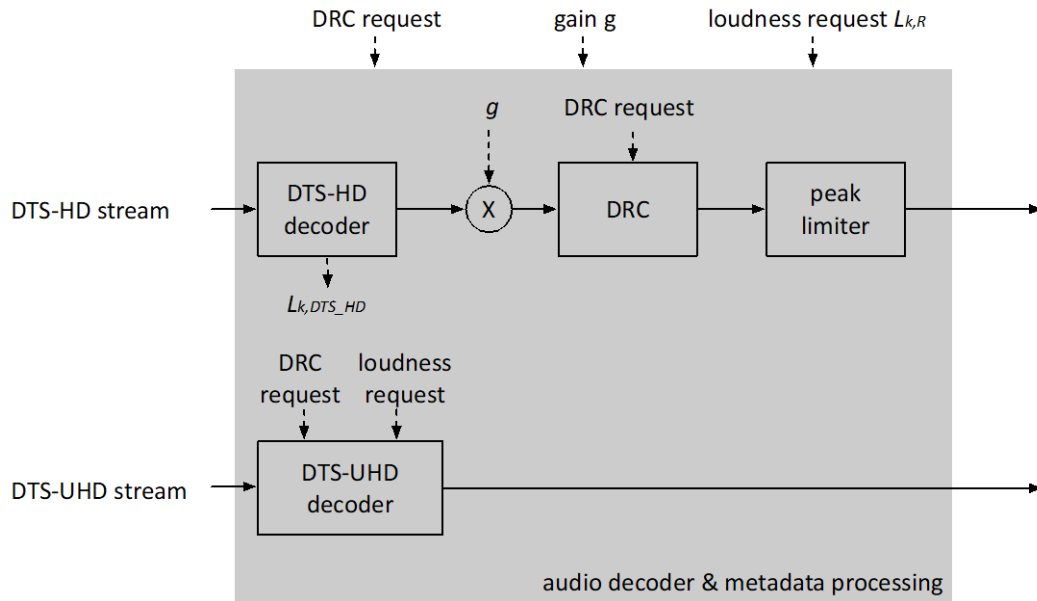 DRC request
gain g
loudness request Lk,R
g
DRC request
DTS-HD stream
DTS-HD
decoder
X
DRC
peak
limiter
Lk,DTS_HD
DRC
request
loudness
request
DTS-UHD stream
DTS-UHD
decoder
audio decoder & metadata processing